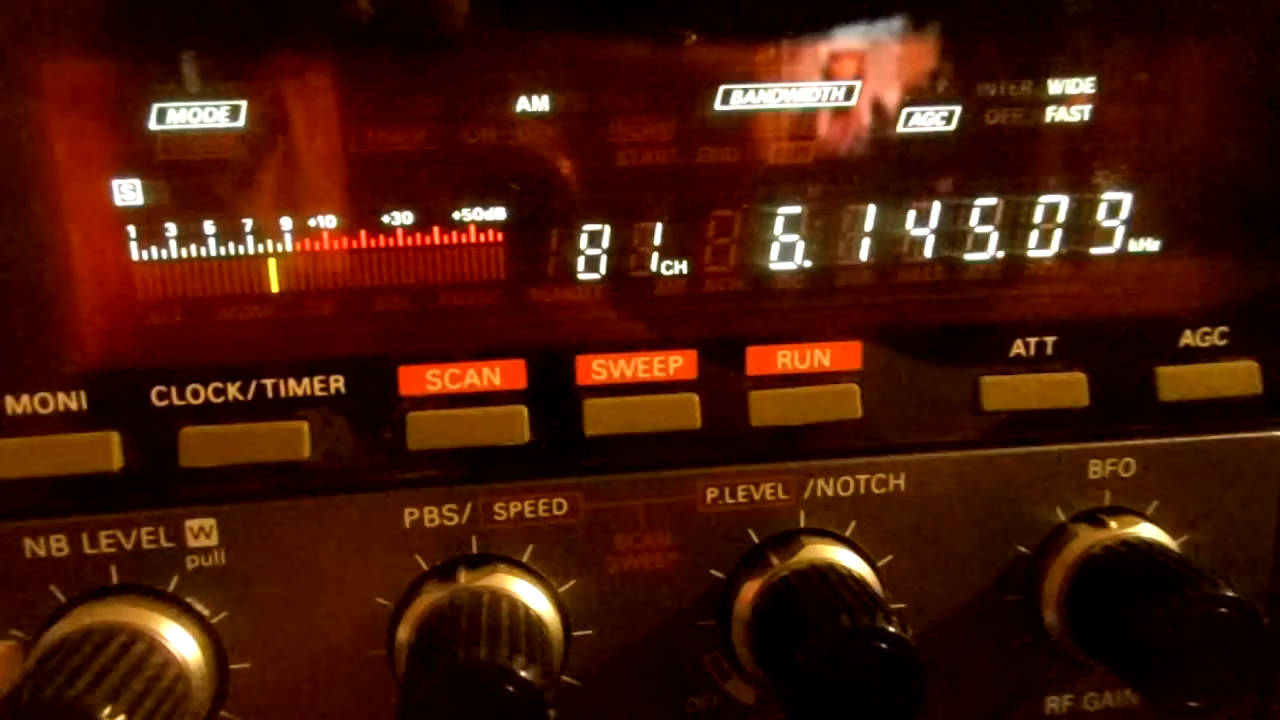 MODE AM BANDWIDTH INTER WIDE
AGC OFF FAST
S
1 3 5 7 9 +10 +30 +50dB
81 CH 6.145.09 kHz
MONI CLOCK/TIMER SCAN SWEEP RUN ATT AGC
NB LEVEL W pull PBS/ SPEED P.LEVEL /NOTCH BFO
SCAN
SWEEP
OFF RF GAIN